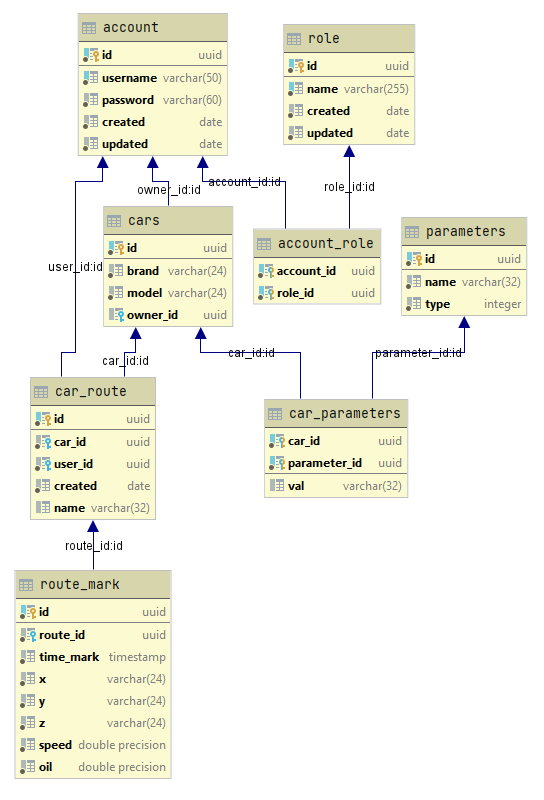 account
id uuid
username varchar(50)
password varchar(60)
created date
updated date
role
id uuid
name varchar(255)
created date
updated date
owner_id:id
account_id:id
role_id:id
cars
id uuid
brand varchar(24)
model varchar(24)
owner_id uuid
account_role
account_id uuid
role_id uuid
parameters
id uuid
name varchar(32)
type integer
user_id:id
car_id:id
car_id:id
parameter_id:id
car_route
id uuid
car_id uuid
user_id uuid
created date
name varchar(32)
car_parameters
car_id uuid
parameter_id uuid
val varchar(32)
route_id:id
route_mark
id uuid
route_id uuid
time_mark timestamp
x varchar(24)
y varchar(24)
z varchar(24)
speed double precision
oil double precision